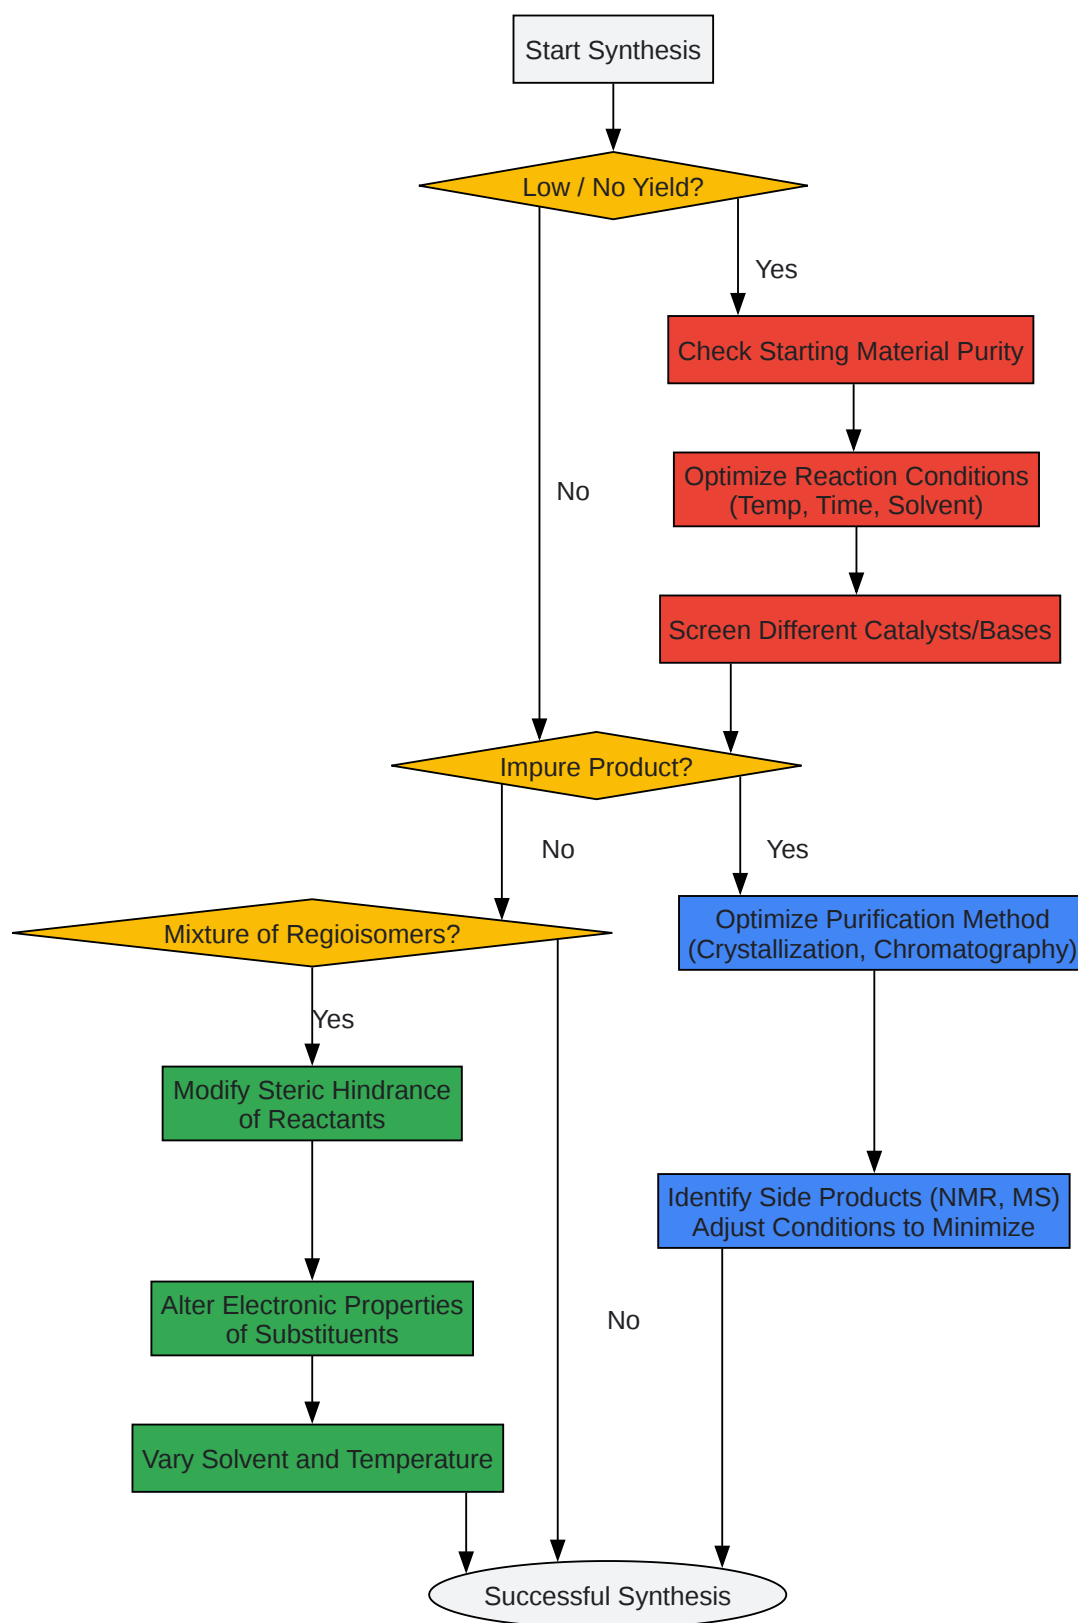 Start Synthesis
Low / No Yield?
Yes
Check Starting Material Purity
Optimize Reaction Conditions
(Temp, Time, Solvent)
No
Screen Different Catalysts/Bases
Impure Product?
No
Yes
Optimize Purification Method
(Crystallization, Chromatography)
Mixture of Regioisomers?
Yes
Modify Steric Hindrance
of Reactants
Identify Side Products (NMR, MS)
Adjust Conditions to Minimize
Alter Electronic Properties
of Substituents
No
Vary Solvent and Temperature
Successful Synthesis